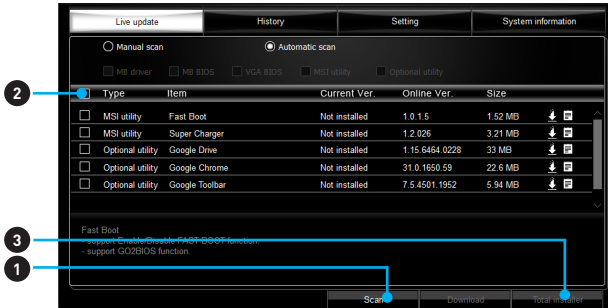 Live update History Setting System information
Manual scan Automatic scan
MB driver MB BIOS VGA BIOS MSI utility Optional utility
2
Type Item Current Ver. Online Ver. Size
MSI utility Fast Boot Not installed 1.0.1.5 1.52 MB
MSI utility Super Charger Not installed 1.2.026 3.21 MB
Optional utility Google Drive Not installed 1.15.6464.0228 33 MB
Optional utility Google Chrome Not installed 31.0.1650.59 22.6 MB
Optional utility Google Toolbar Not installed 7.5.4501.1952 5.94 MB
Fast Boot
3
- support Enable/Disable FAST BOOT function.
- support GO2BIOS function.
1
Scan Download Total Installer